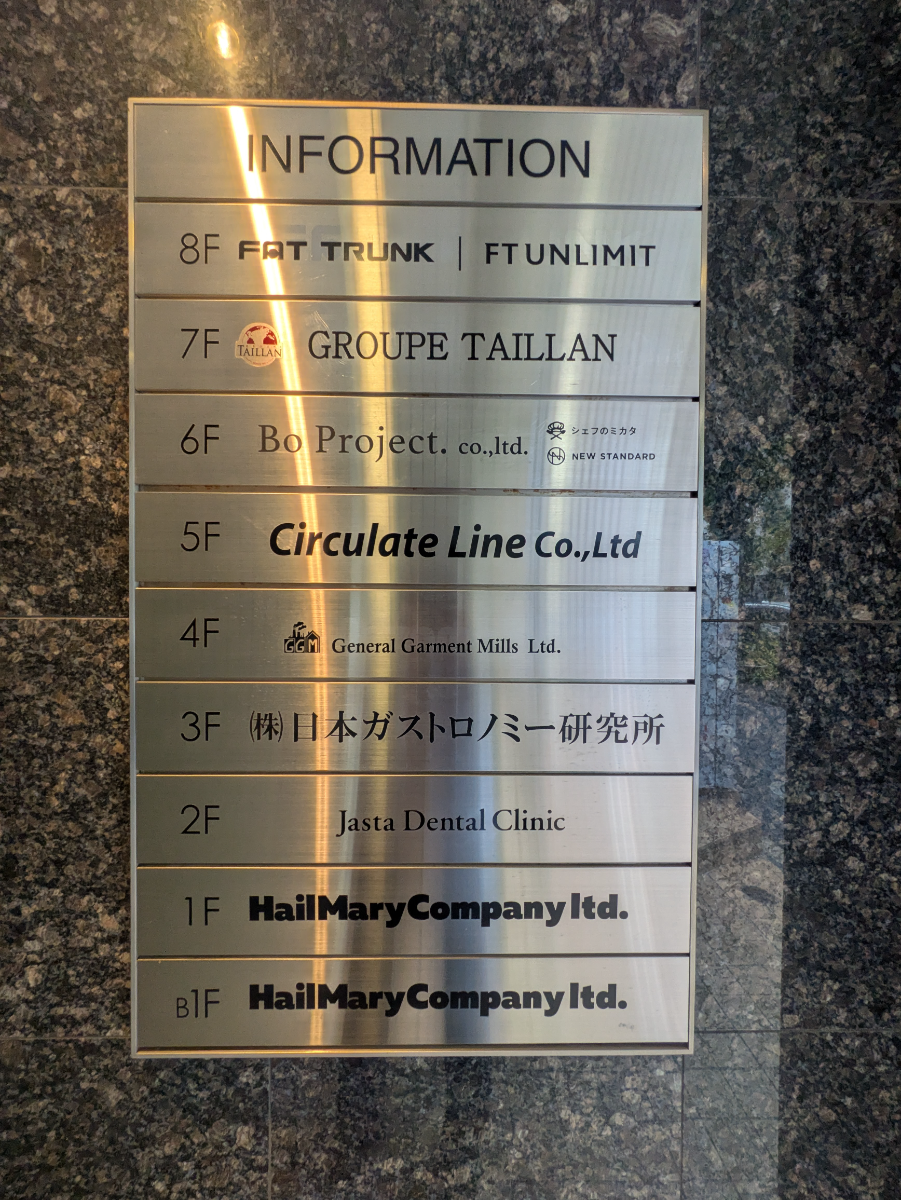 INFORMATION
8F FAT TRUNK | FT UNLIMIT
7F TAILLAN GROUPE TAILLAN
6F Bo Project. co.,ltd. シェフのミカタ
NEW STANDARD
5F Circulate Line Co.,Ltd
4F GGM General Garment Mills Ltd.
3F ㈱日本ガストロノミー研究所
2F Jasta Dental Clinic
1F HailMaryCompany ltd.
B1F HailMaryCompany ltd.